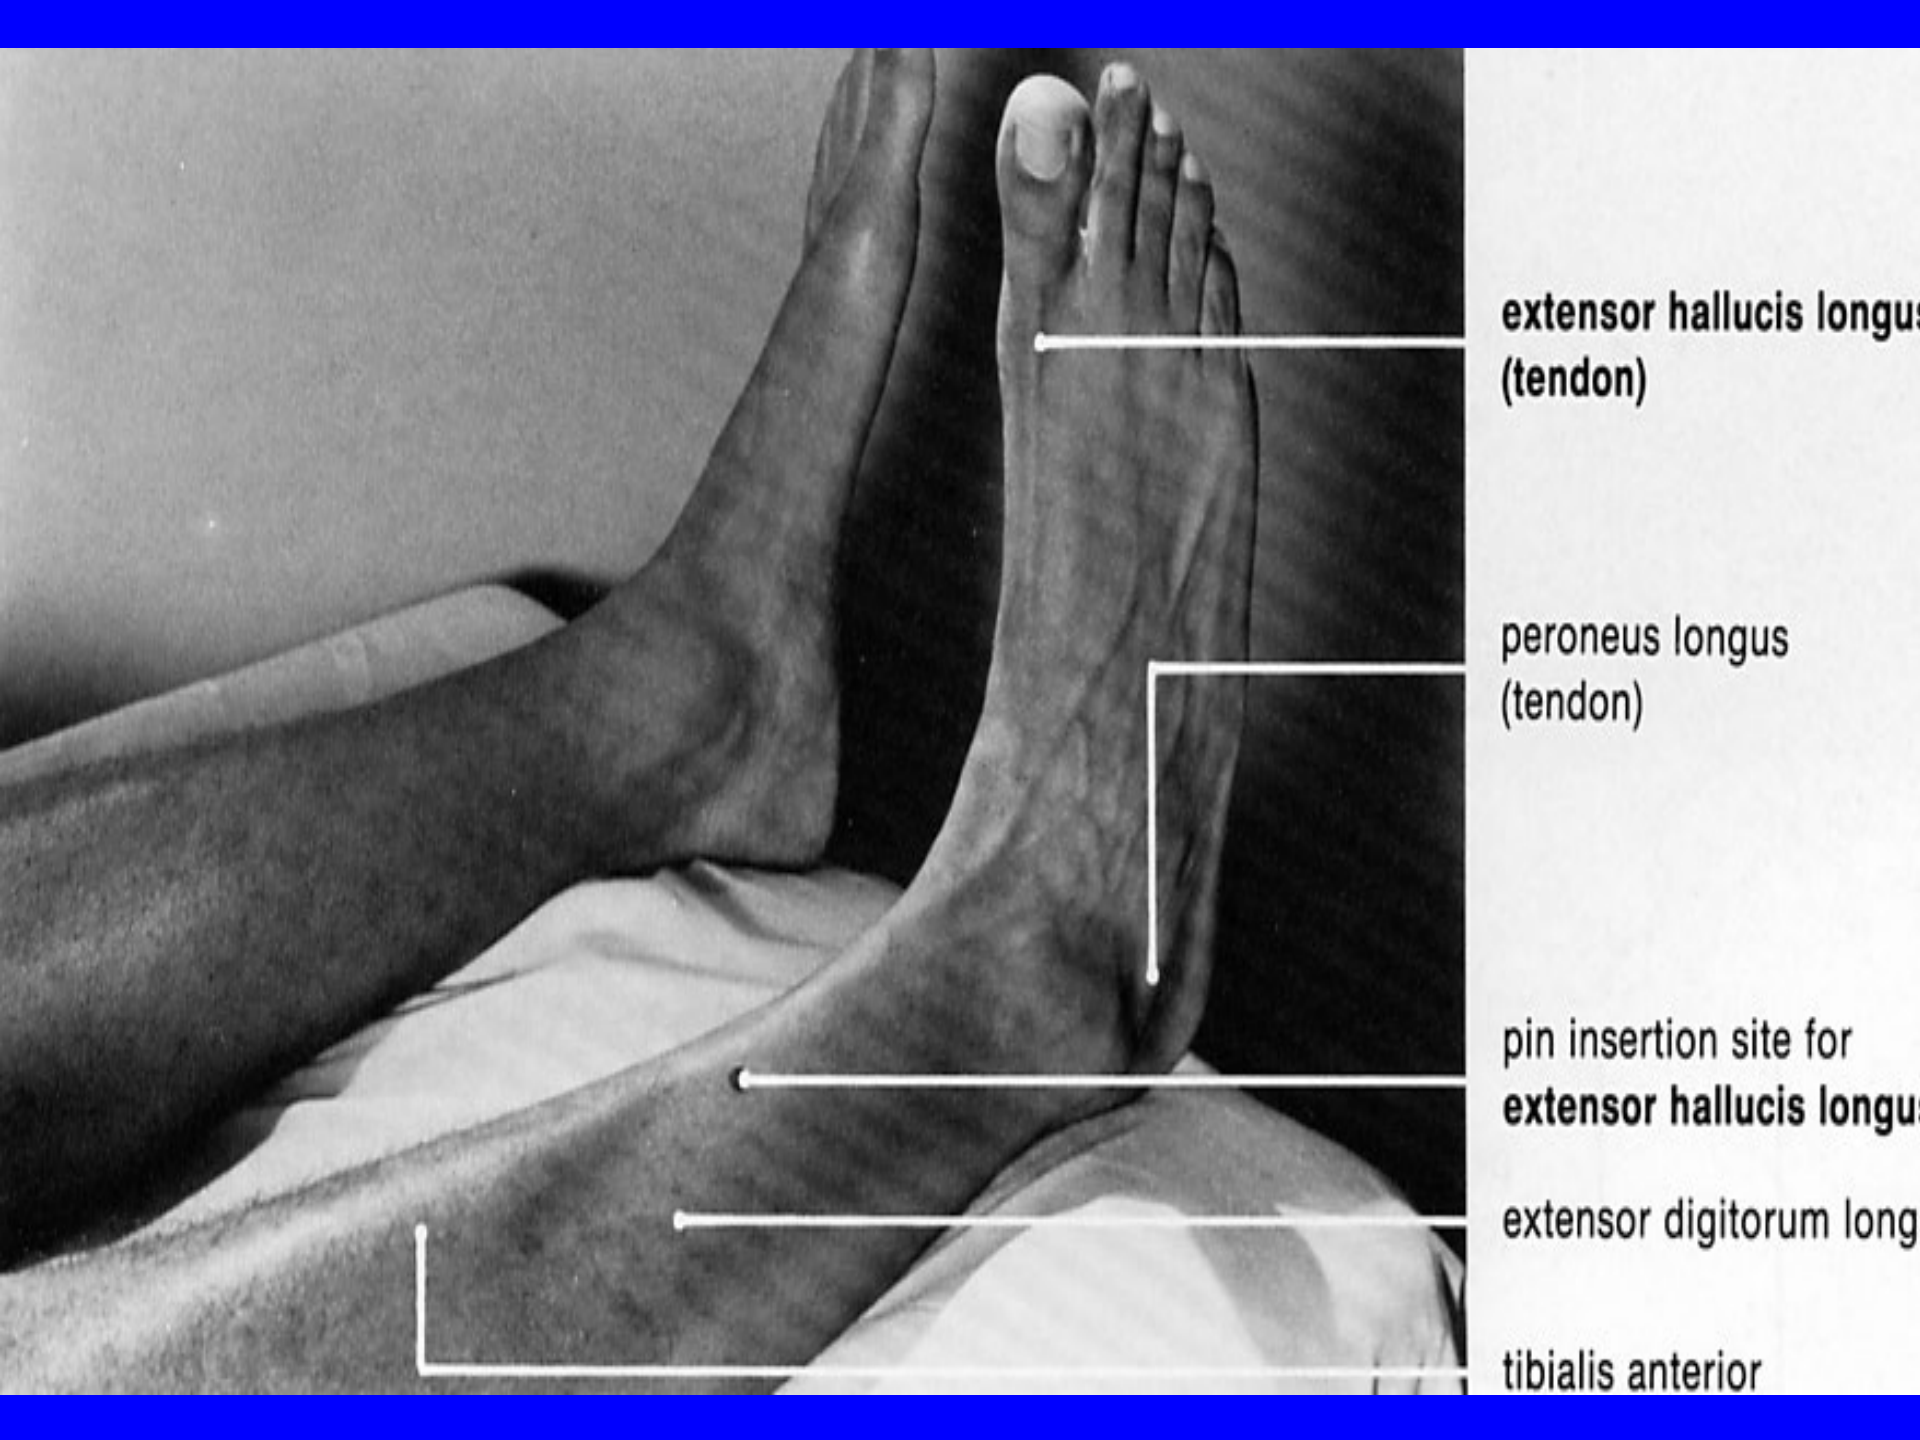 extensor hallucis longus
(tendon)
peroneus longus
(tendon)
pin insertion site for
extensor hallucis longus
extensor digitorum long
tibialis anterior